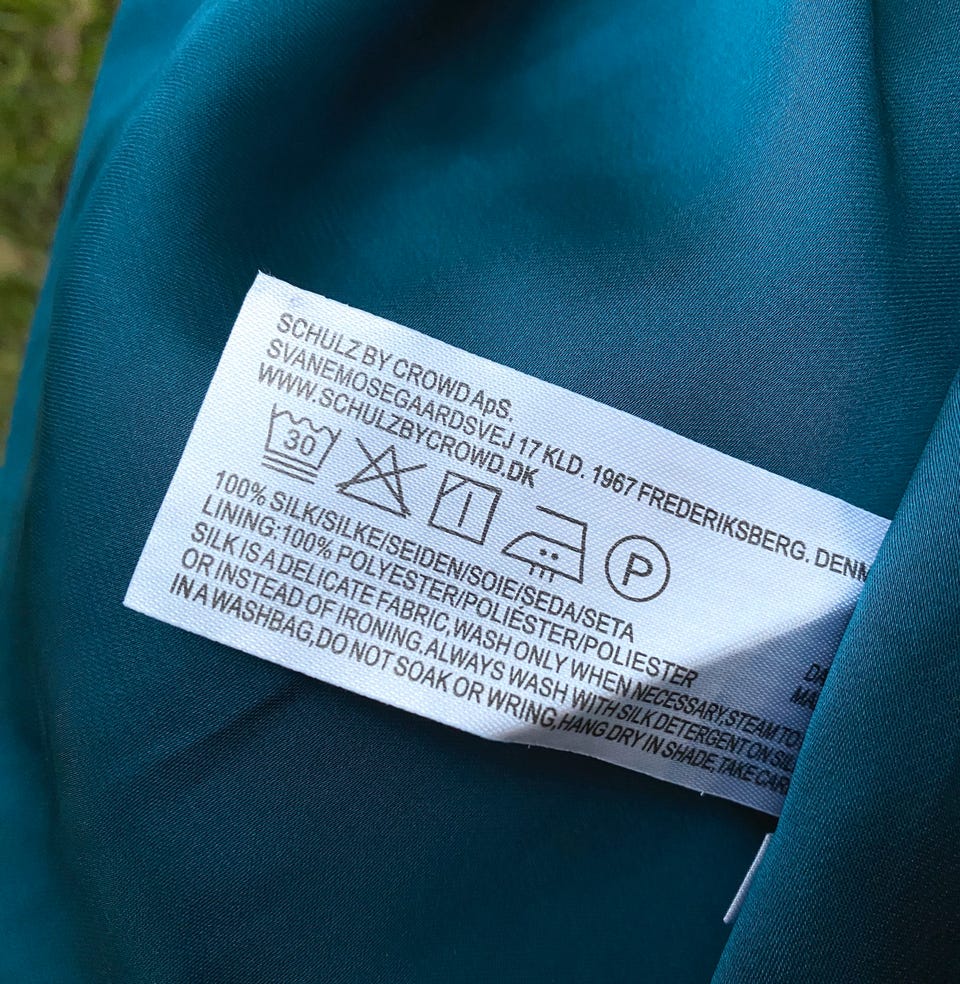 SCHULZ BY CROWD ApS.
SVANEMOSEGAARDSVEJ 17 KLD. 1967 FREDERIKSBERG. DENM
WWW.SCHULZBYCROWD.DK
30
P
100% SILK/SILKE/SEIDEN/SOIE/SEDA/SETA
LINING:100% POLYESTER/POLIESTER/POLIESTER
SILK IS A DELICATE FABRIC,WASH ONLY WHEN NECESSARY,STEAM TO
OR INSTEAD OF IRONING.ALWAYS WASH WITH SILK DETERGENT ON
IN A WASHBAG,DO NOT SOAK OR WRING,HANG DRY IN SHADE,TAKE